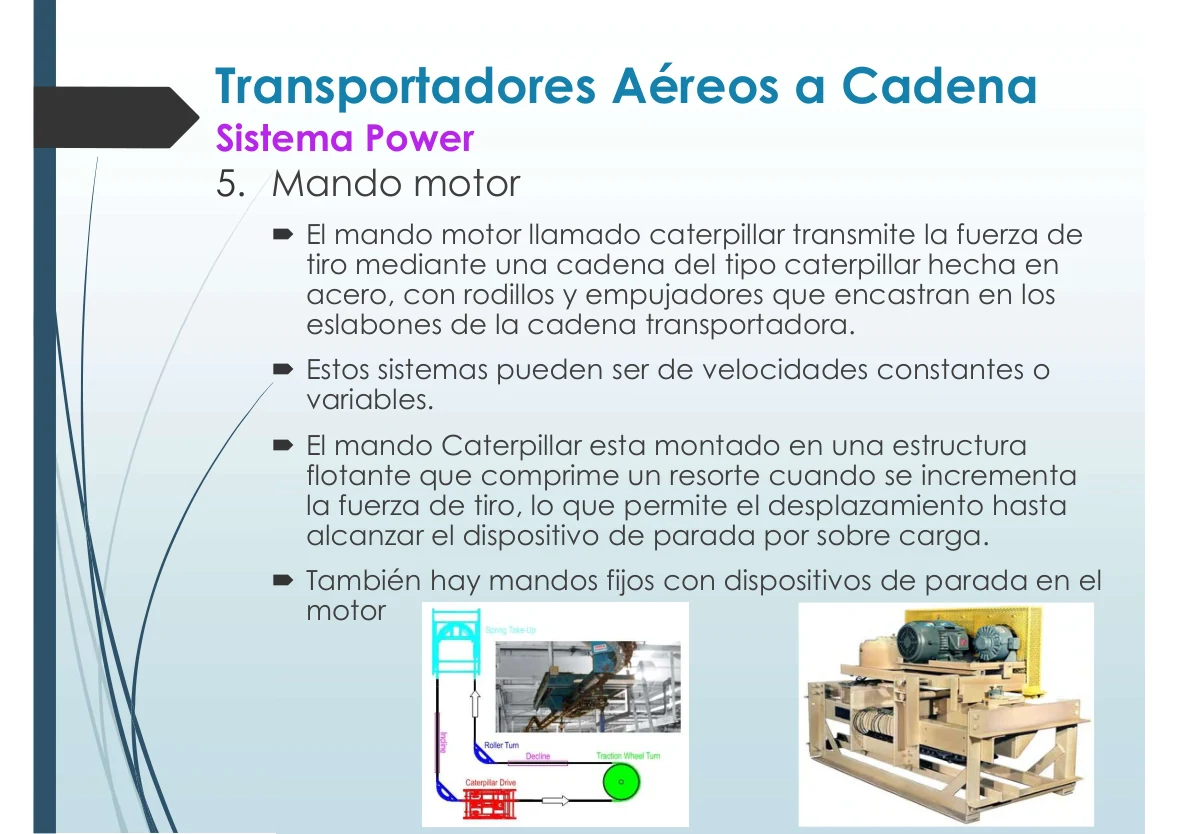 Transportadores Aéreos a Cadena
Sistema Power
5. Mando motor
El mando motor llamado caterpillar transmite la fuerza de
tiro mediante una cadena del tipo caterpillar hecha en
acero, con rodillos y empujadores que encastran en los
eslabones de la cadena transportadora.
Estos sistemas pueden ser de velocidades constantes o
variables.
El mando Caterpillar esta montado en una estructura
flotante que comprime un resorte cuando se incrementa
la fuerza de tiro, lo que permite el desplazamiento hasta
alcanzar el dispositivo de parada por sobre carga.
También hay mandos fijos con dispositivos de parada en el
motor
Spring Take-Up
Incline
Roller Turn
Decline
Traction Wheel Turn
Caterpillar Drive